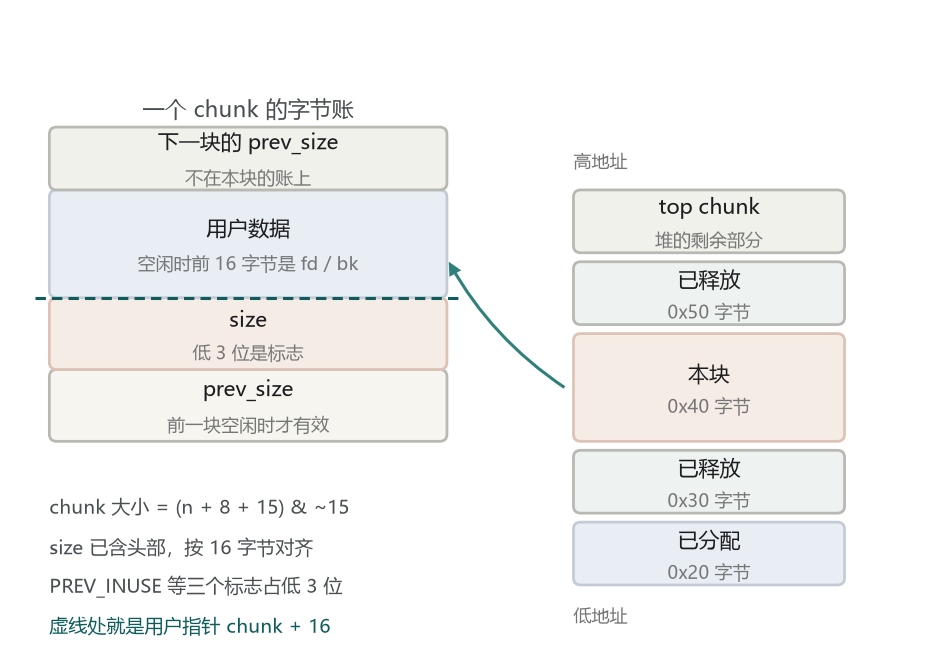 一个 chunk 的字节账
下一块的 prev_size
不在本块的账上
用户数据
空闲时前 16 字节是 fd / bk
size
低 3 位是标志
prev_size
前一块空闲时才有效
chunk 大小 = (n + 8 + 15) & ~15
size 已含头部，按 16 字节对齐
PREV_INUSE 等三个标志占低 3 位
虚线处就是用户指针 chunk + 16
高地址
top chunk
堆的剩余部分
已释放
0x50 字节
本块
0x40 字节
已释放
0x30 字节
已分配
0x20 字节
低地址